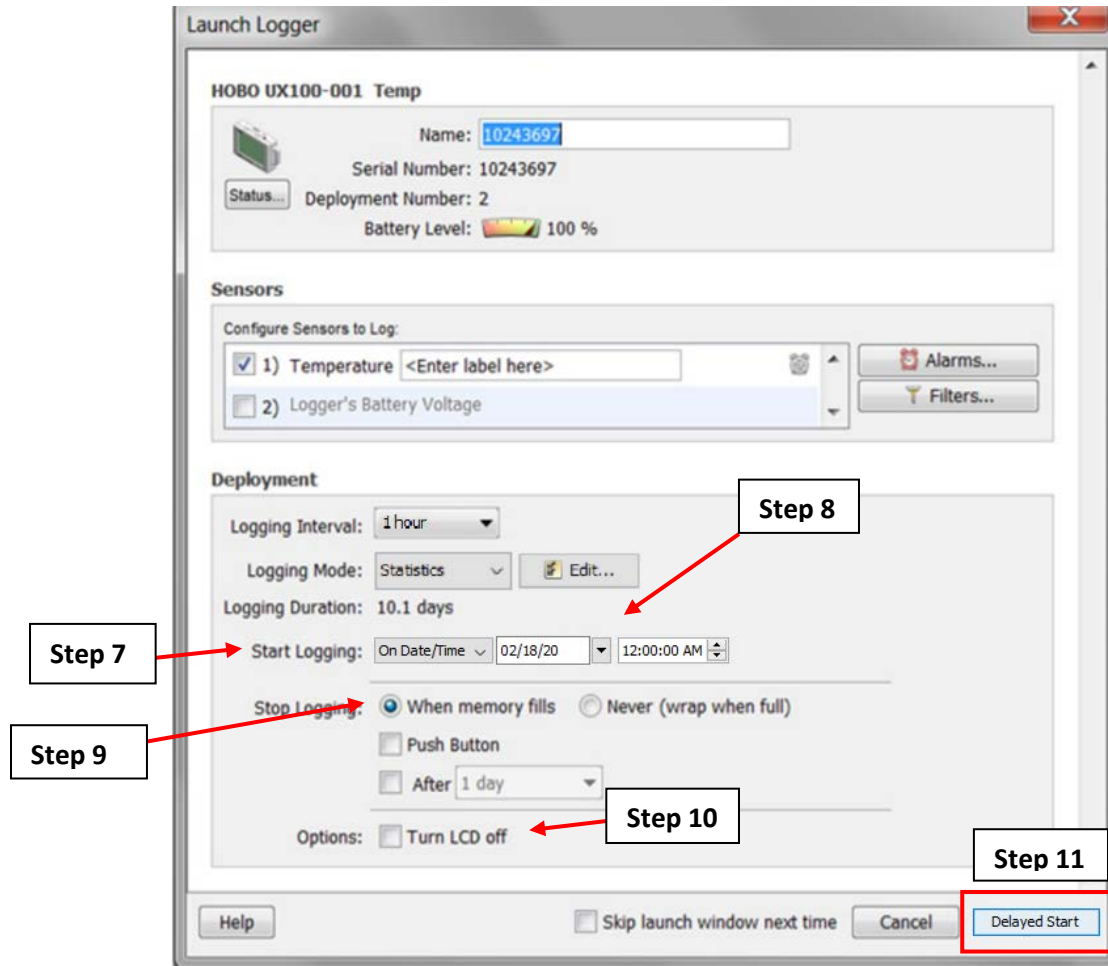 Launch Logger
X
HOBO UX100-001 Temp
Name: 10243697
Serial Number: 10243697
Status...
Deployment Number: 2
Battery Level: 100 %
Sensors
Configure Sensors to Log:
1) Temperature <Enter label here>
Alarms...
2) Logger's Battery Voltage
Filters...
Deployment
Step 8
Logging Interval: 1 hour
Logging Mode: Statistics Edit...
Logging Duration: 10.1 days
Step 7
Start Logging: On Date/Time 02/18/20 12:00:00 AM
Stop Logging: When memory fills Never (wrap when full)
Step 9
Push Button
After 1 day
Step 10
Options: Turn LCD off
Step 11
Help Skip launch window next time Cancel Delayed Start